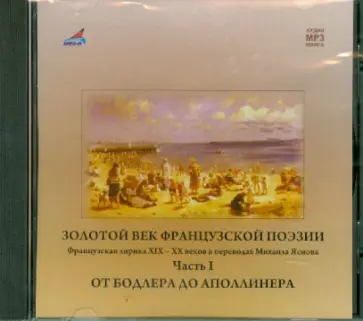 АУДИО
MP3
КНИГА
ЗОЛОТОЙ ВЕК ФРАНЦУЗСКОЙ ПОЭЗИИ
Французская лирика XIX – XX веков в переводах Михаила Яснова
Часть I
ОТ БОДЛЕРА ДО АПОЛЛИНЕРА